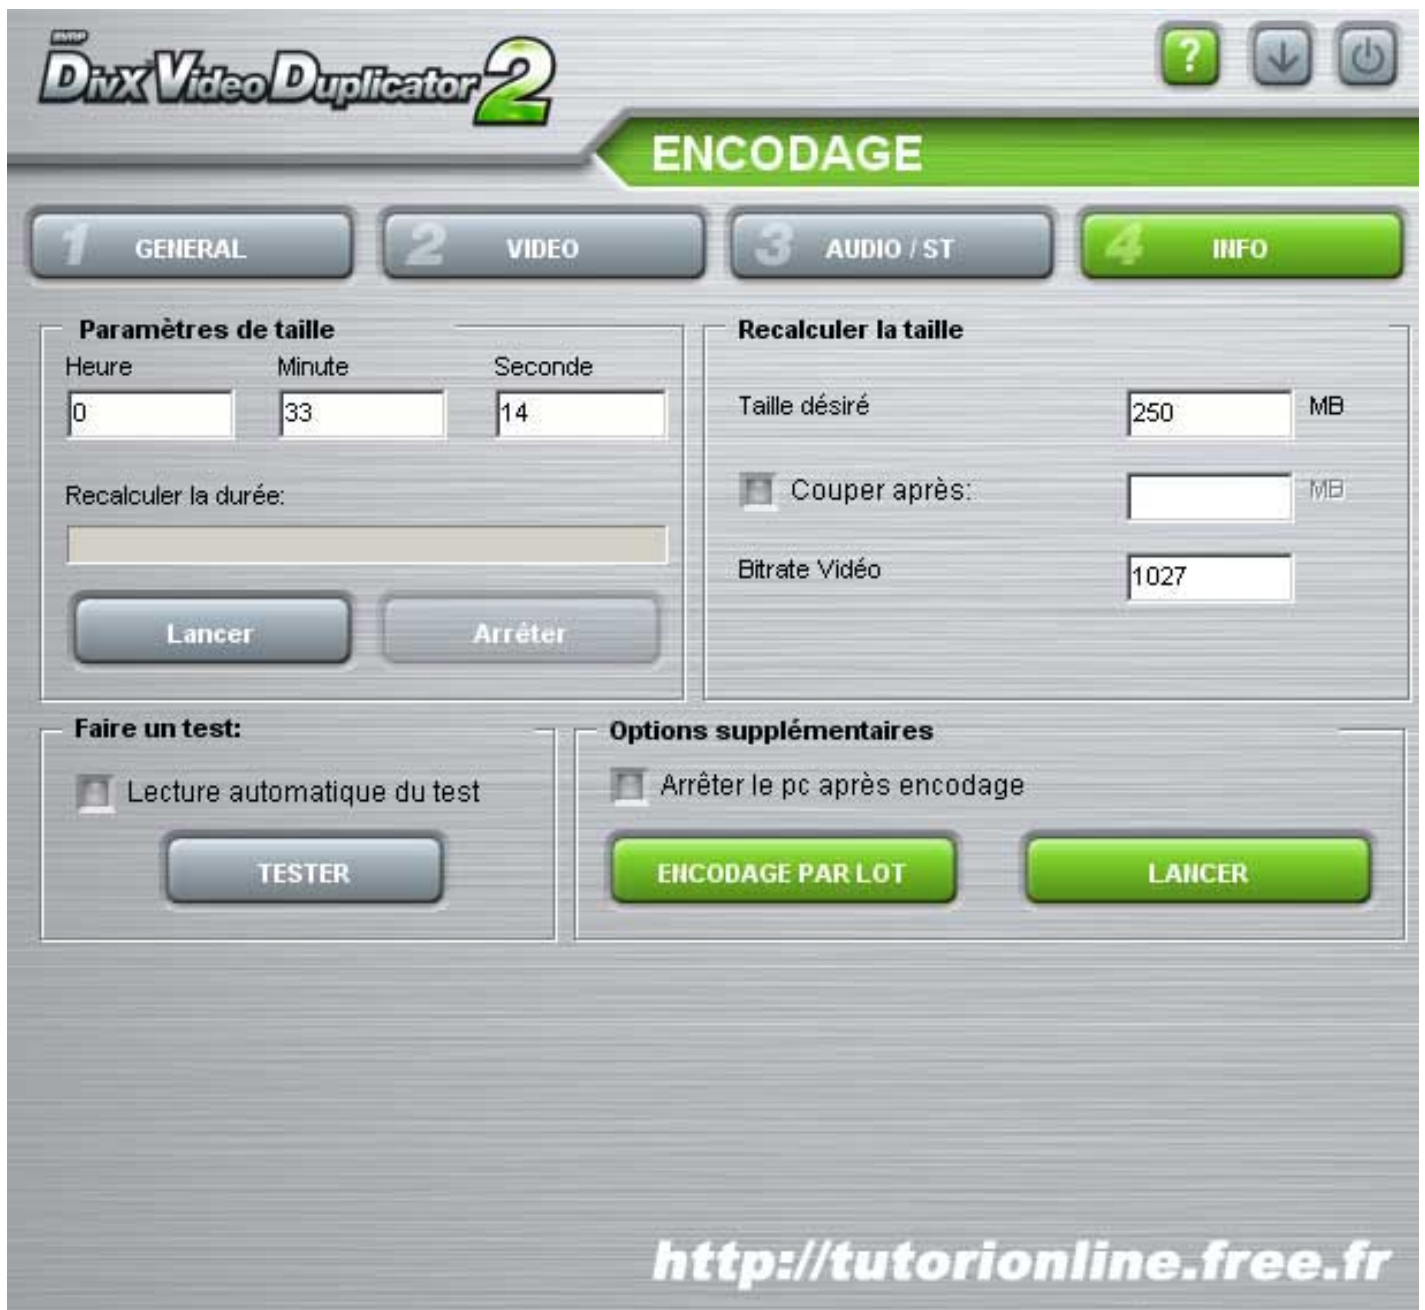 BVRP
DivX Video Duplicator 2
?
ENCODAGE
1 GENERAL
2 VIDEO
3 AUDIO / ST
4 INFO
Paramètres de taille
Heure Minute Seconde
0 33 14
Recalculer la durée:
Lancer Arrêter
Recalculer la taille
Taille désiré 250 MB
Couper après: MB
Bitrate Vidéo 1027
Faire un test:
Lecture automatique du test
TESTER
Options supplémentaires
Arrêter le pc après encodage
ENCODAGE PAR LOT LANCER
http://tutorionline.free.fr